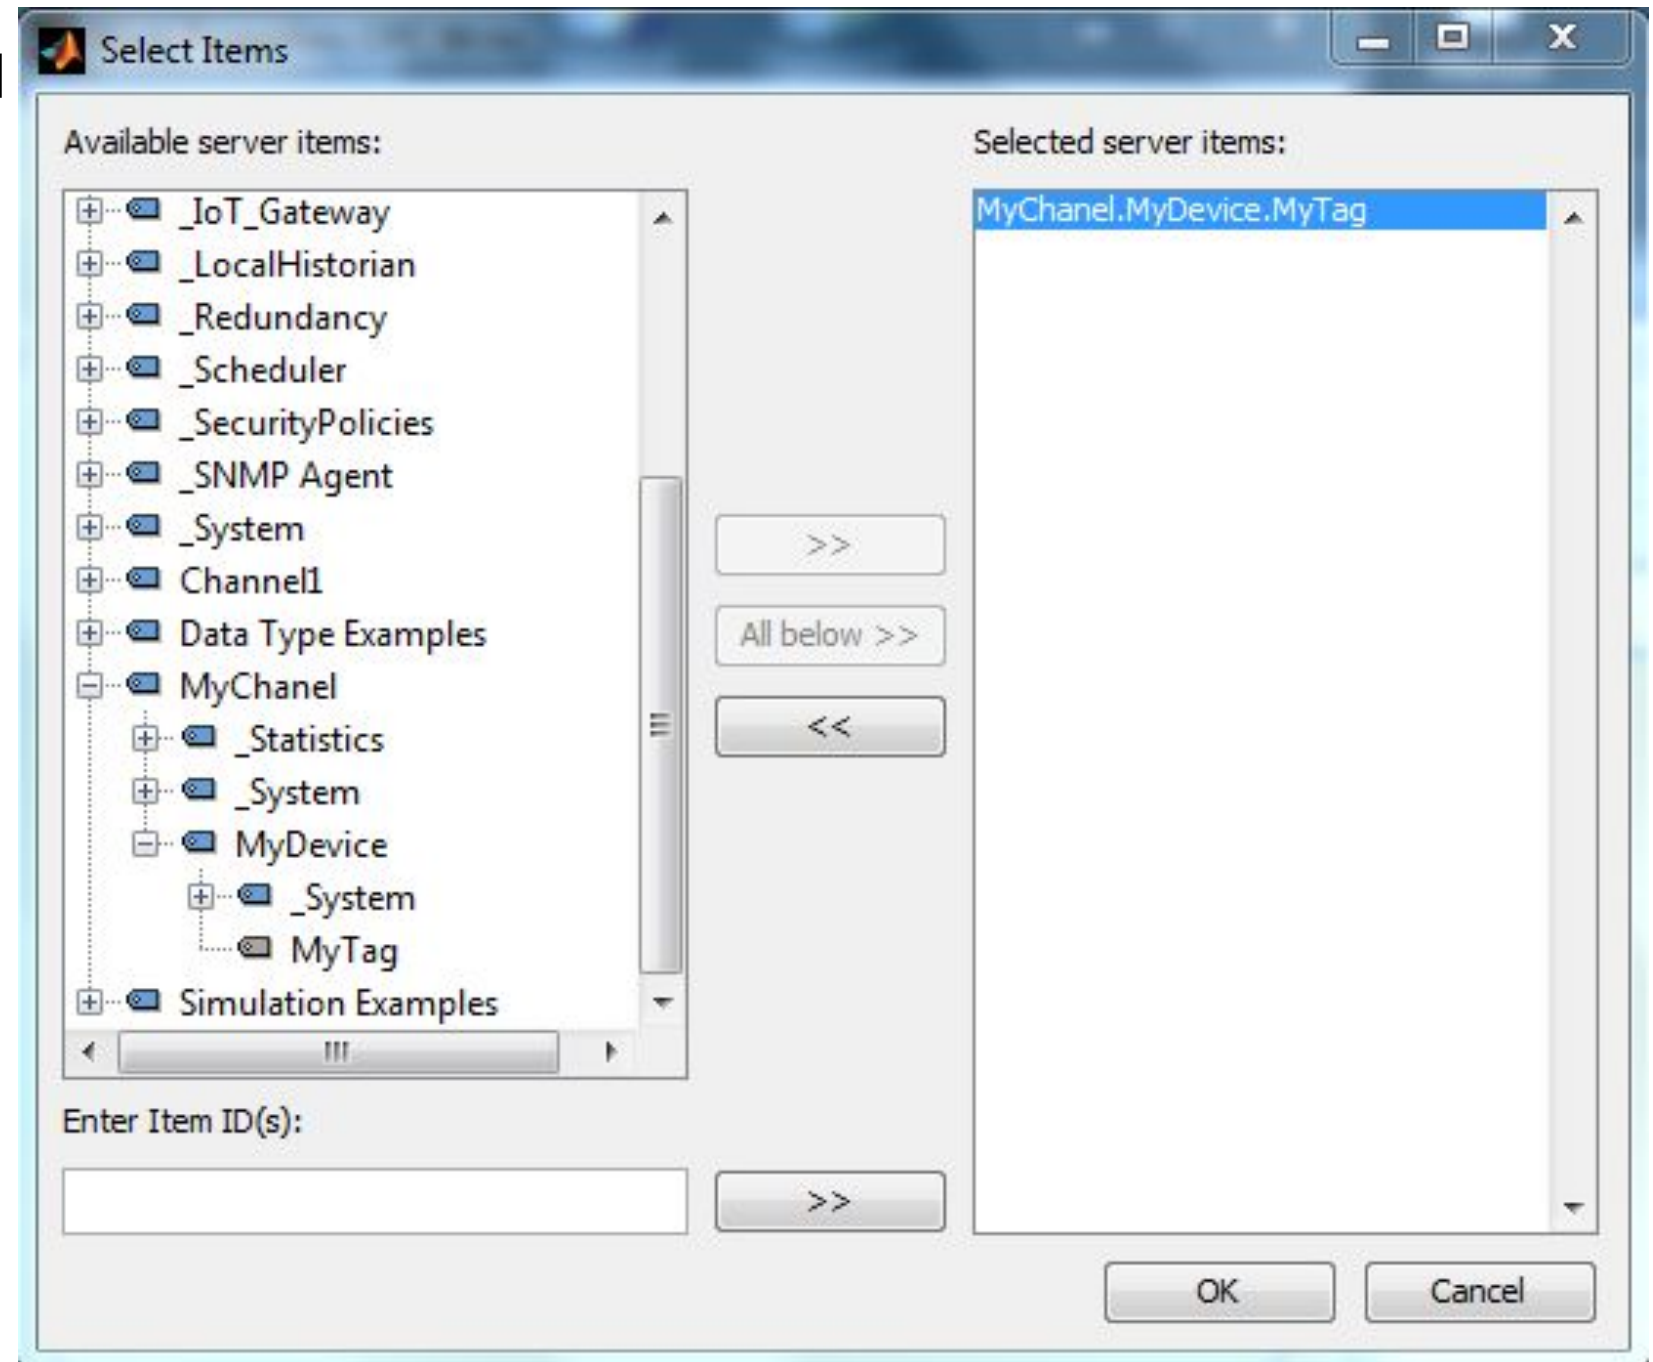 Select Items
Available server items:
_IoT_Gateway
_LocalHistorian
_Redundancy
_Scheduler
_SecurityPolicies
_SNMP Agent
_System
Channel1
Data Type Examples
MyChanel
_Statistics
_System
MyDevice
_System
MyTag
Simulation Examples
Enter Item ID(s):
>>
All below >>
<<
>>
Selected server items:
MyChanel.MyDevice.MyTag
OK
Cancel